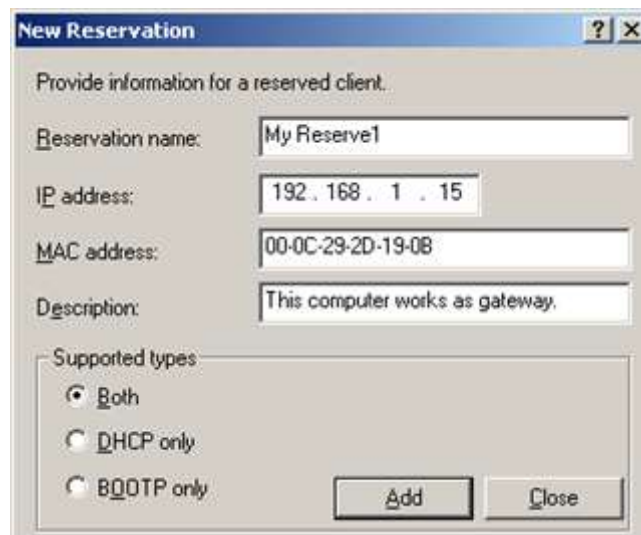 New Reservation
Provide information for a reserved client.
Reservation name: My Reserve1
IP address: 192 . 168 . 1 . 15
MAC address: 00-0C-29-2D-19-0B
Description: This computer works as gateway.
Supported types
Both
DHCP only
BOOTP only
Add Close